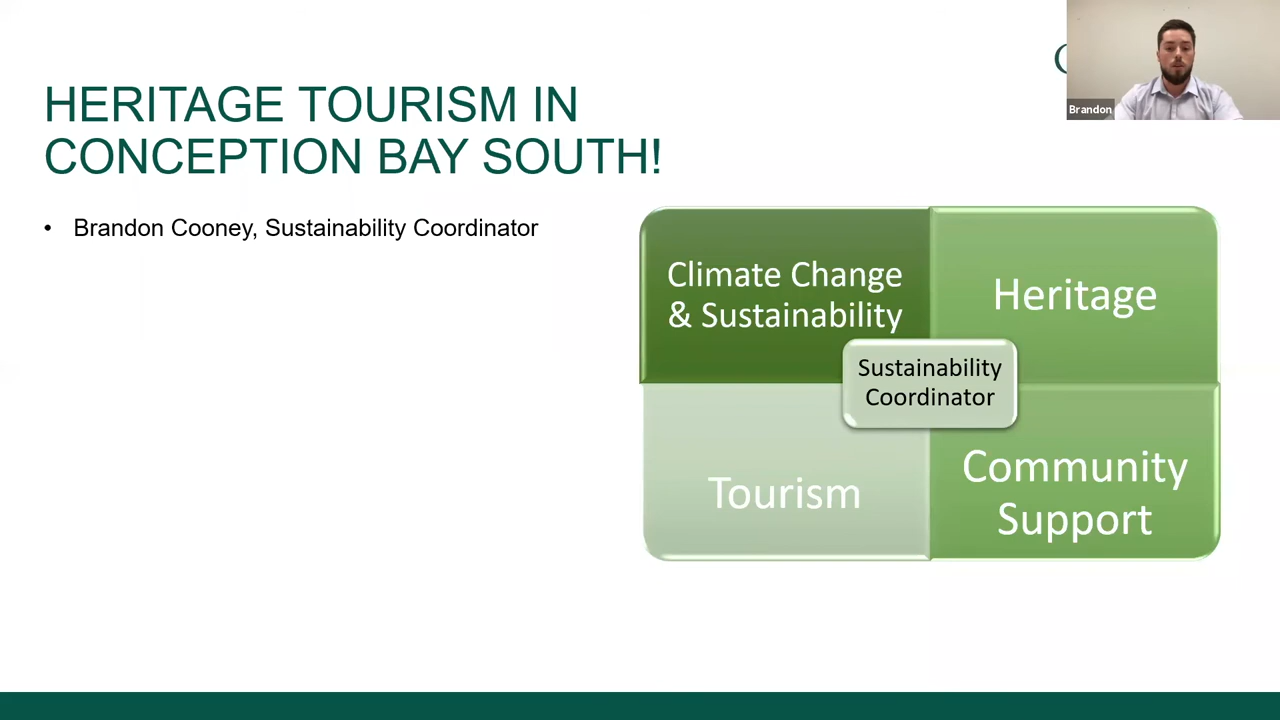 HERITAGE TOURISM IN
CONCEPTION BAY SOUTH!
• Brandon Cooney, Sustainability Coordinator
Climate Change
& Sustainability
Heritage
Sustainability
Coordinator
Tourism
Community
Support
Brandon